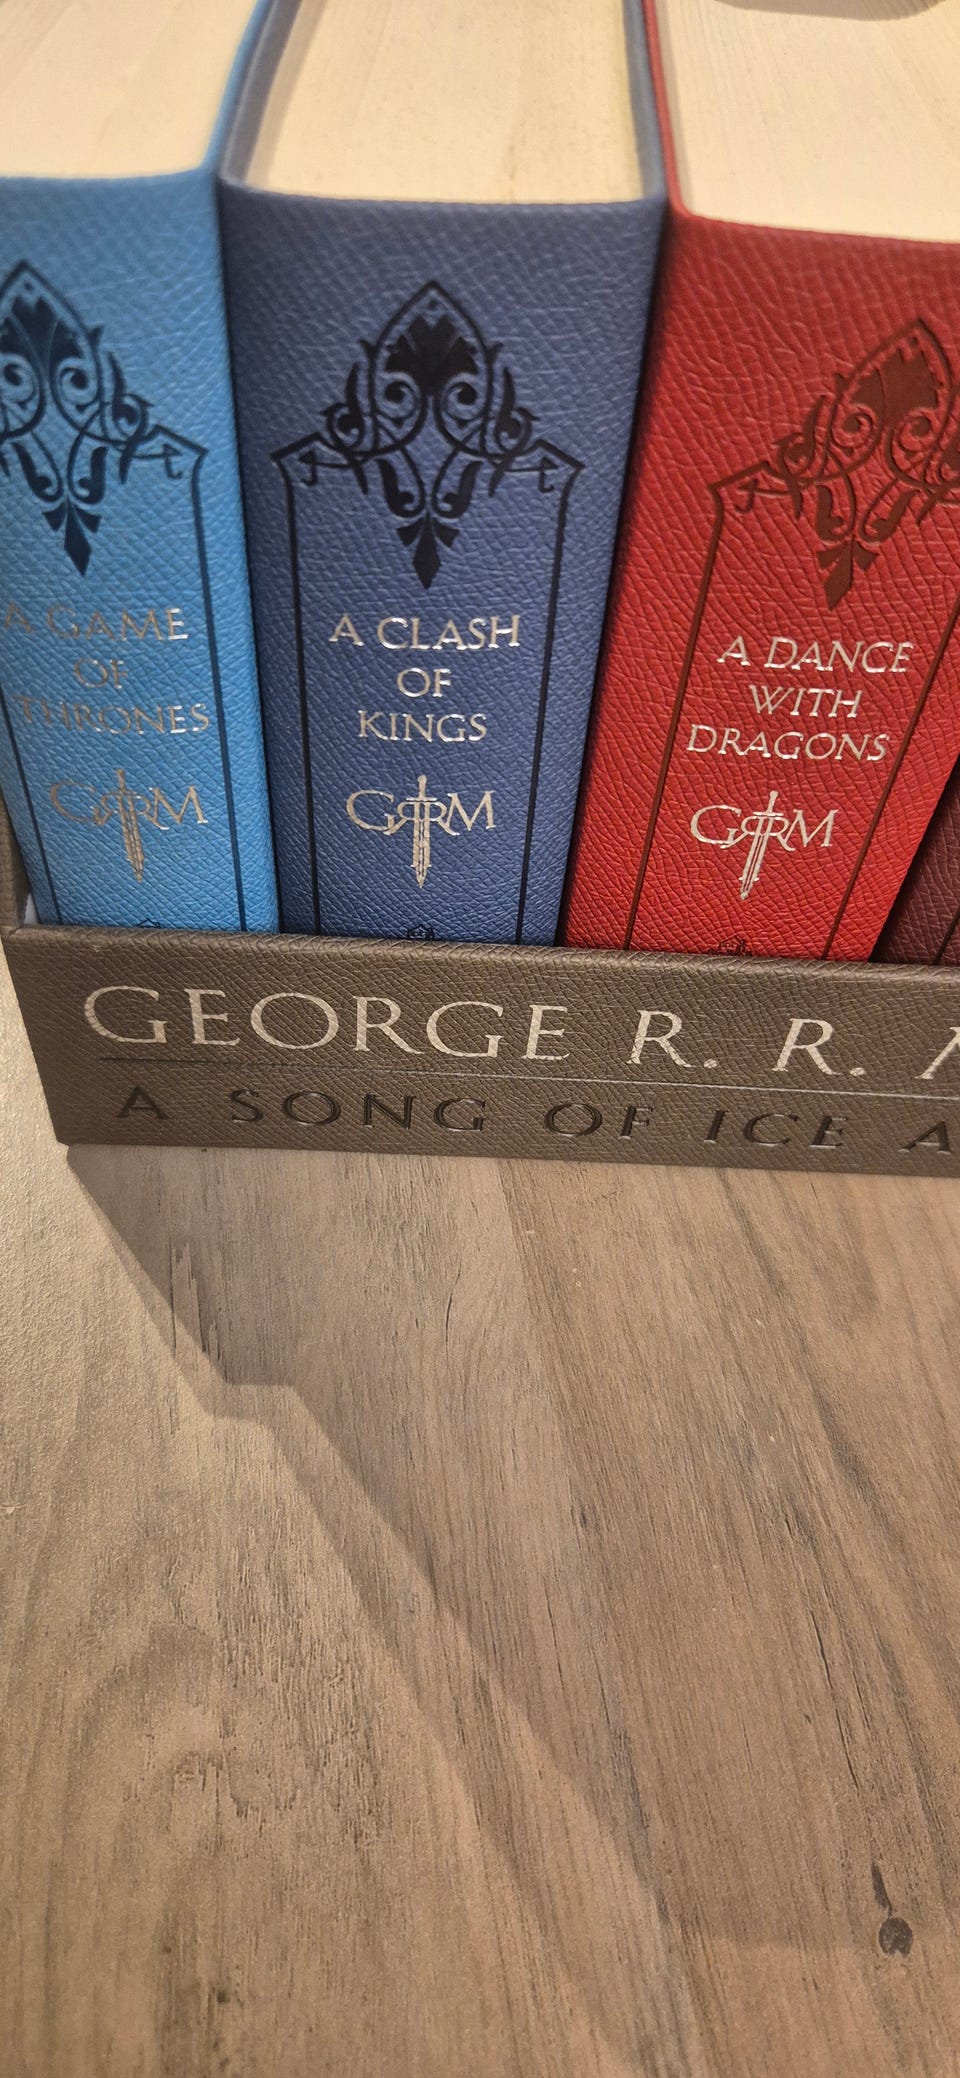 A GAME
OF
THRONES
GRRM
A CLASH
OF
KINGS
GRRM
A DANCE
WITH
DRAGONS
GRRM
GEORGE R. R.
A SONG OF ICE A